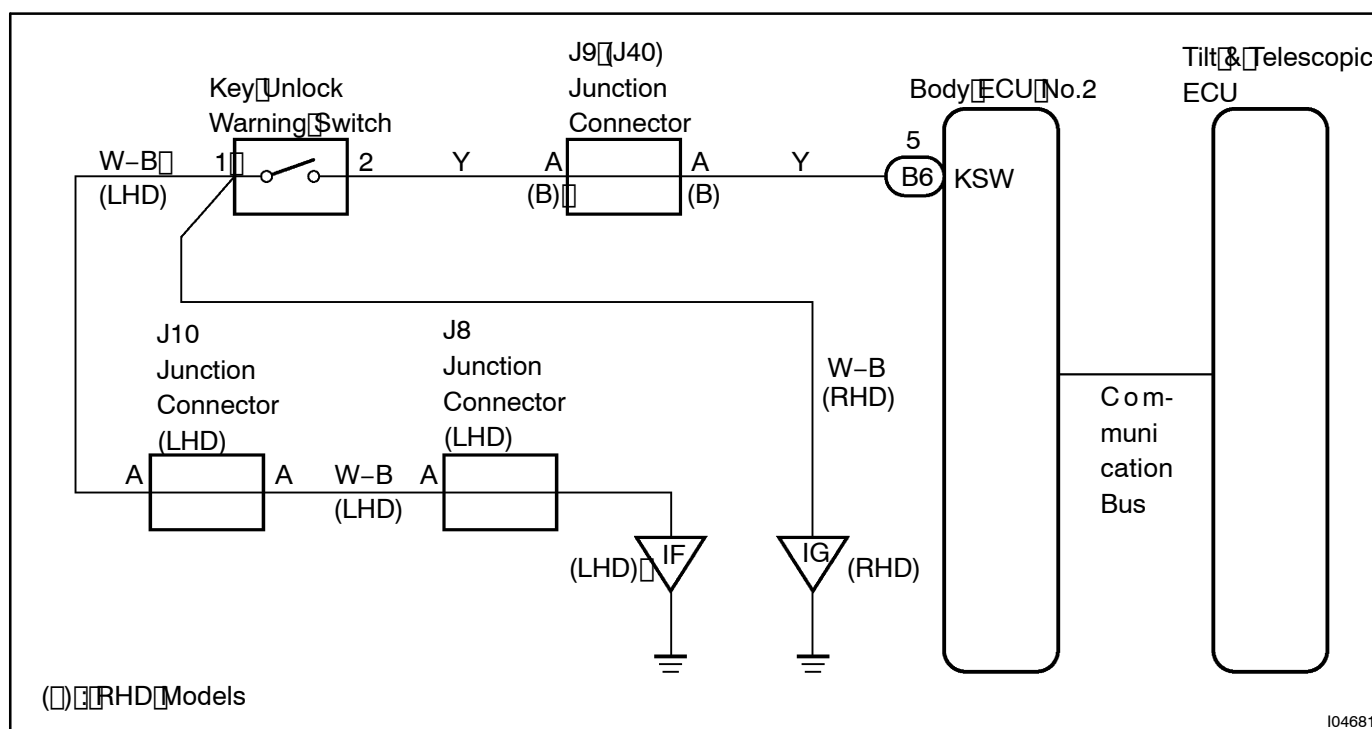 Key Unlock
Warning Switch
J9 (J40)
Junction
Connector
Body ECU No.2
Tilt & Telescopic
ECU
W–B
(LHD)
1
2
Y
A
(B)
A
(B)
Y
5
B6
KSW
J10
Junction
Connector
(LHD)
J8
Junction
Connector
(LHD)
W–B
(RHD)
Com-
muni
cation
Bus
A
A
W–B
(LHD)
A
(LHD)
IF
IG
(RHD)
( ) : RHD Models
I04681